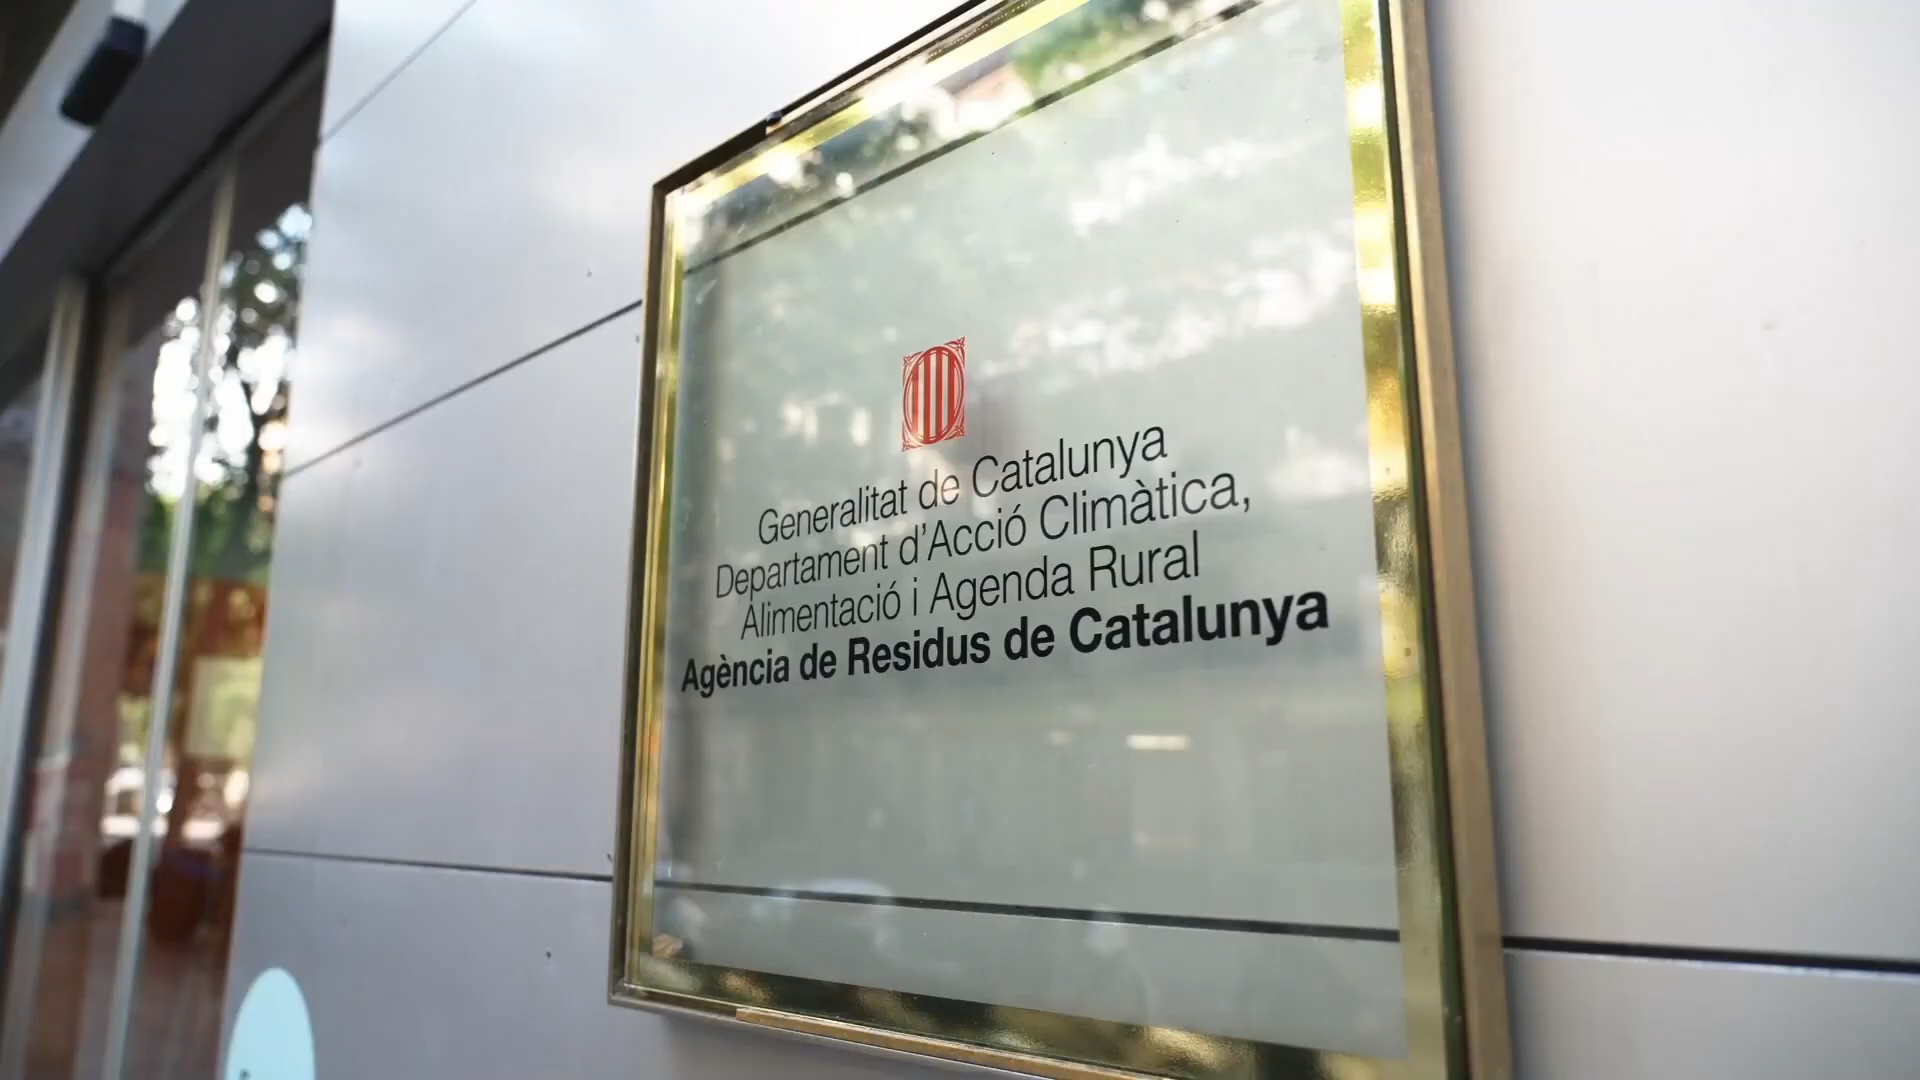 Generalitat de Catalunya
Departament d'Acció Climàtica,
Alimentació i Agenda Rural
Agència de Residus de Catalunya